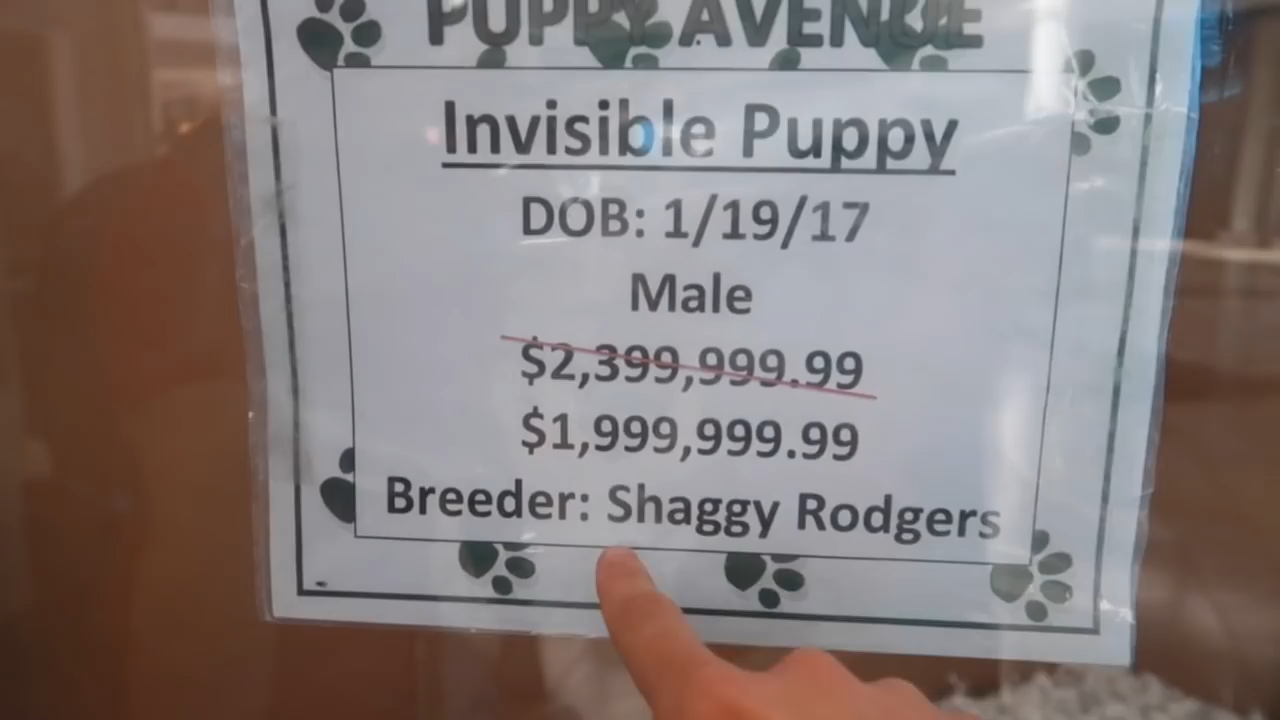 PUPPY AVENUE
Invisible Puppy
DOB: 1/19/17
Male
$2,399,999.99
$1,999,999.99
Breeder: Shaggy Rodgers